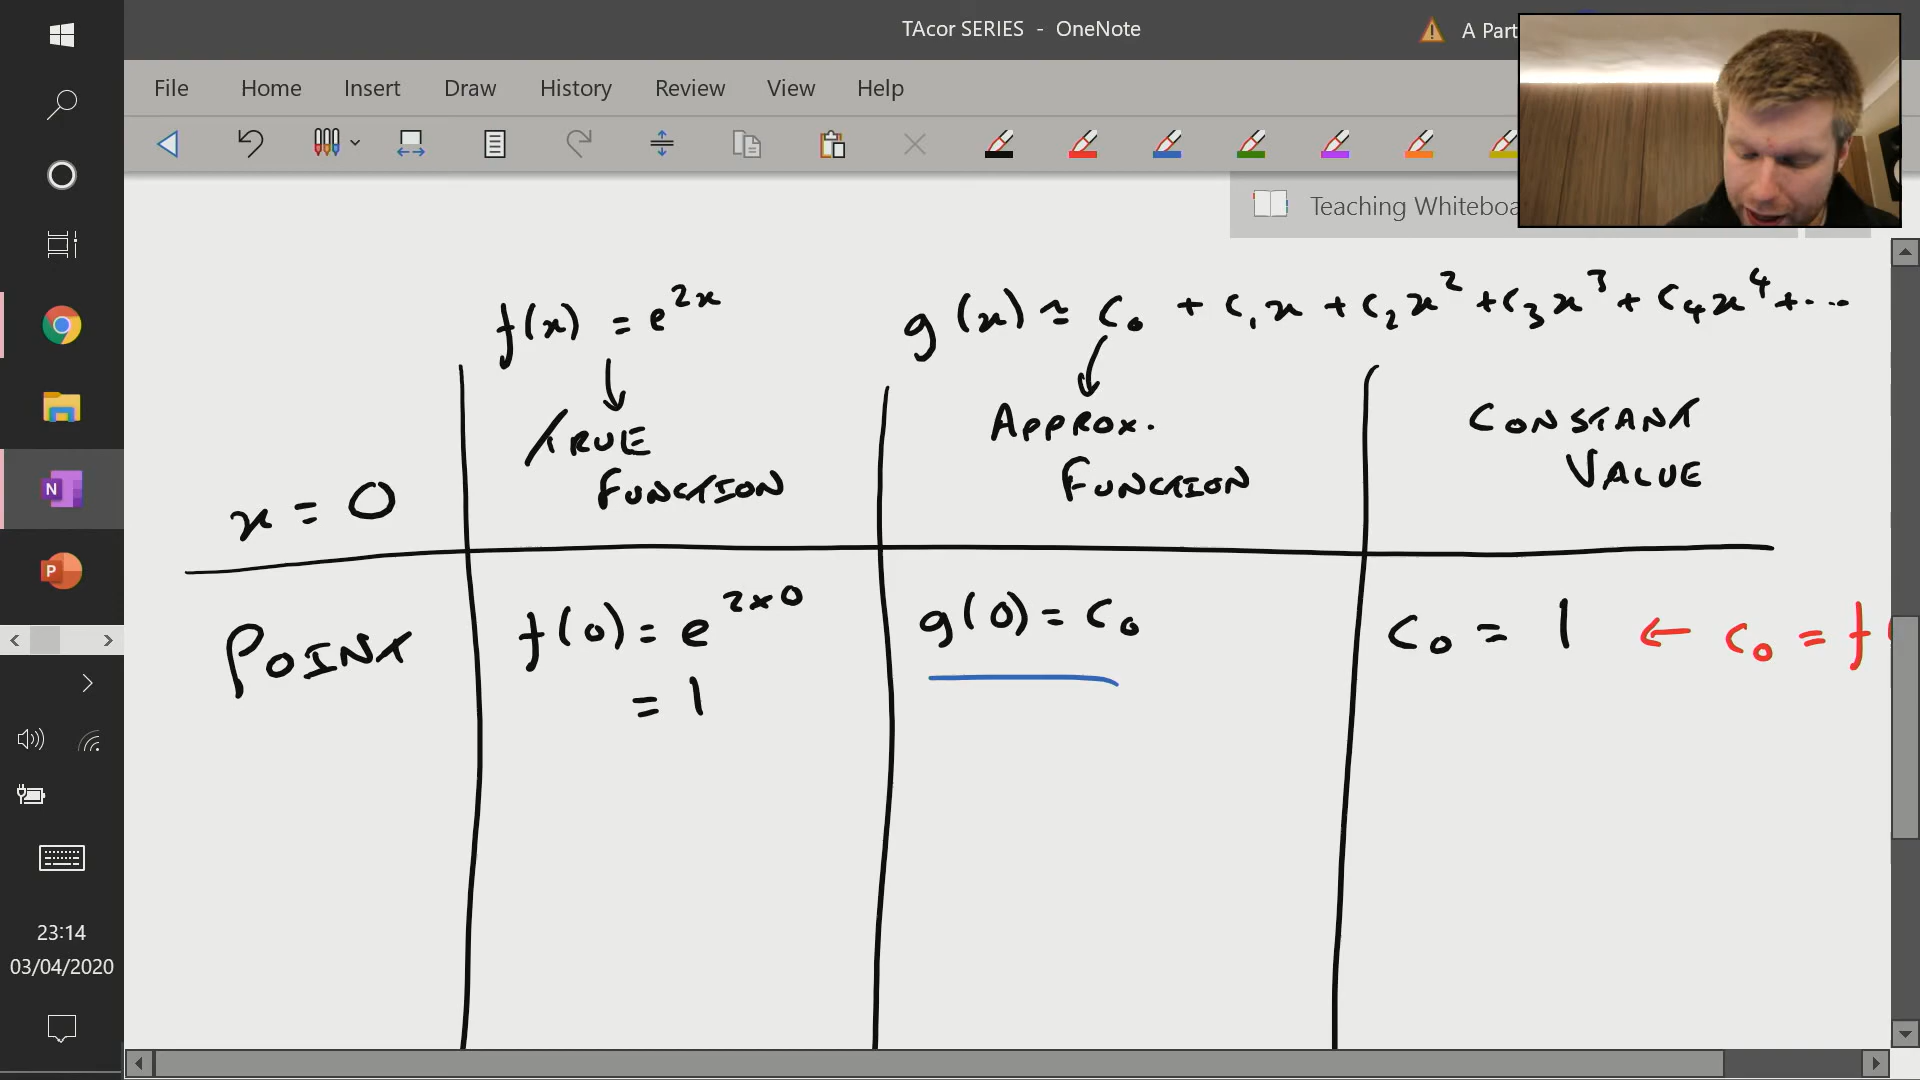 TAcor SERIES - OneNote
A Part
File Home Insert Draw History Review View Help
Teaching Whiteboa
f(x) = e^2x
g(x) ≈ c₀ + c₁x + c₂x² + c₃x³ + c₄x⁴ + ...
TRUE FUNCTION
APPROX. FUNCTION
CONSTANT VALUE
x = 0
POINT
f(0) = e^2×0
= 1
g(0) = c₀
c₀ = 1 ← c₀ = f(
N
P
23:14
03/04/2020